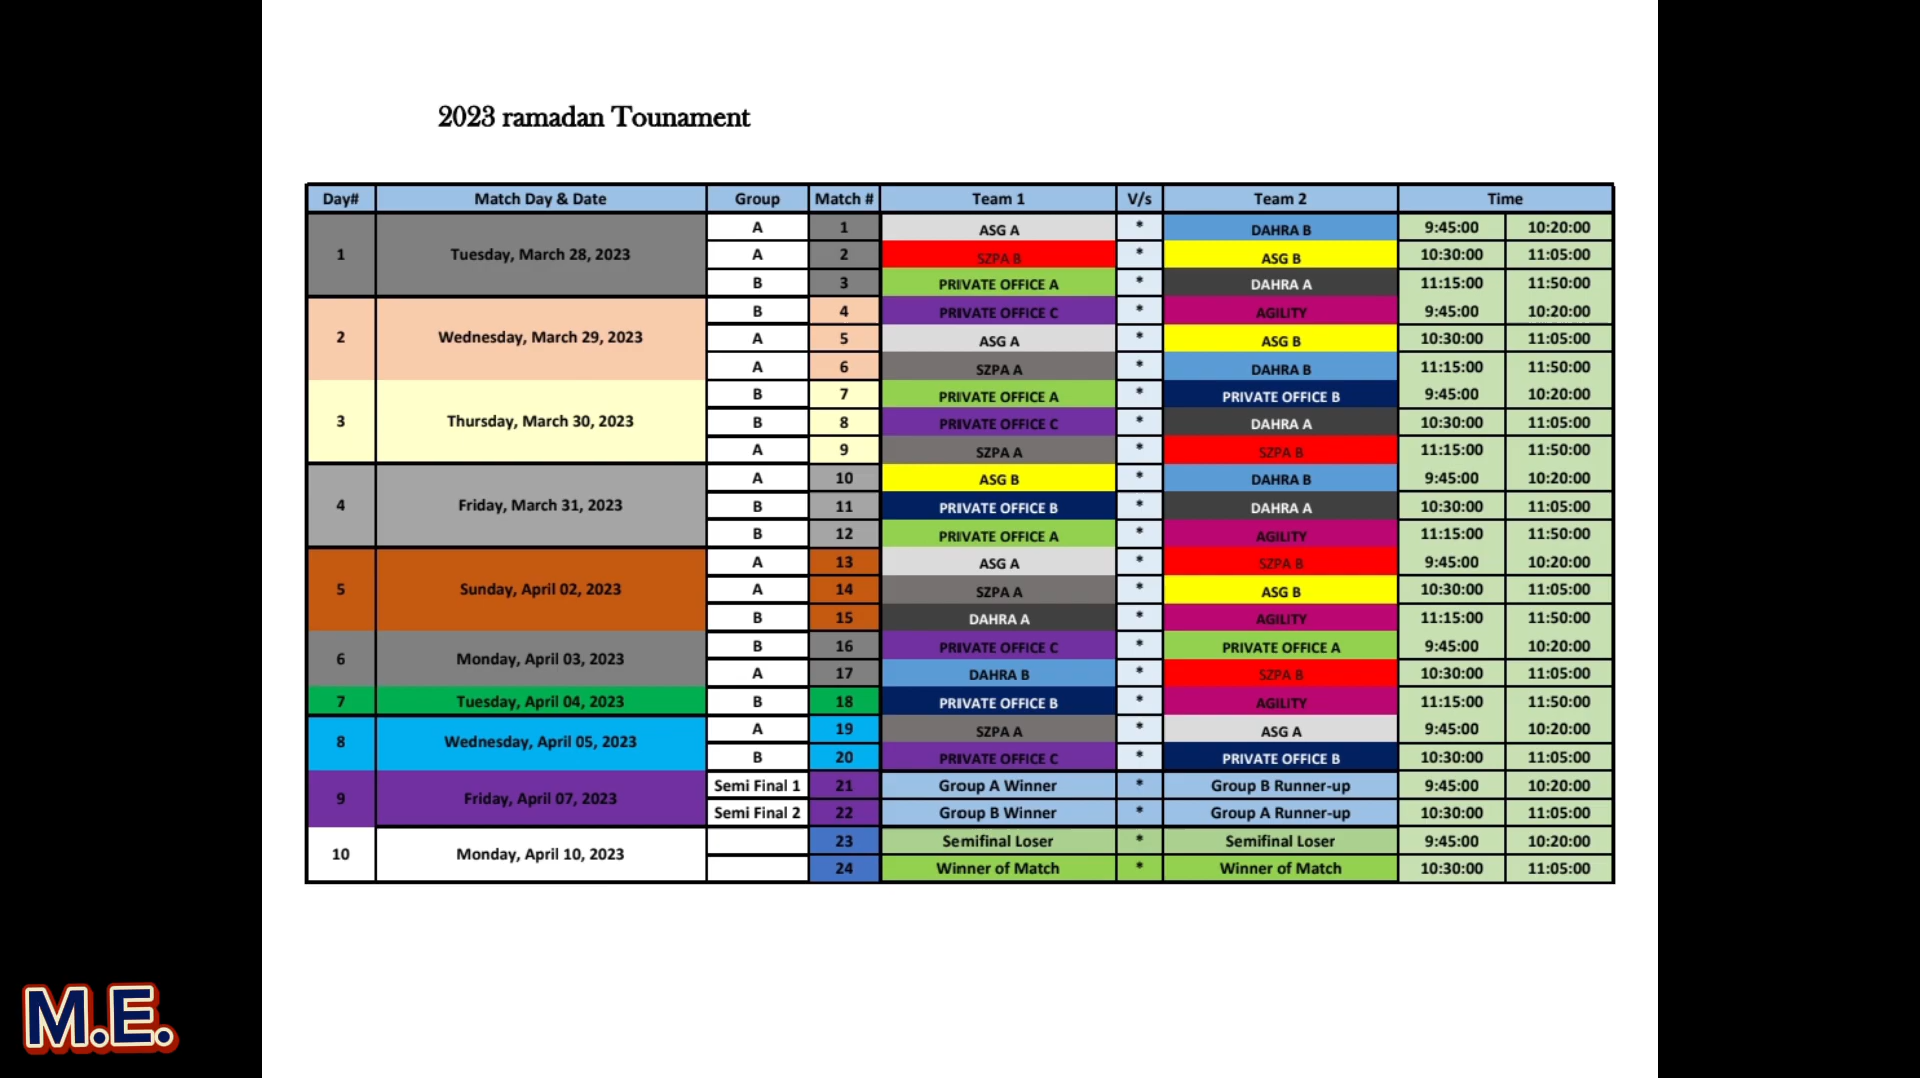 2023 ramadan Tounament
Day# Match Day & Date Group Match # Team 1 V/s Team 2 Time
1 Tuesday, March 28, 2023 A 1 ASG A * DAHRA B 9:45:00 10:20:00
A 2 SZPA B * ASG B 10:30:00 11:05:00
B 3 PRIVATE OFFICE A * DAHRA A 11:15:00 11:50:00
2 Wednesday, March 29, 2023 B 4 PRIVATE OFFICE C * AGILITY 9:45:00 10:20:00
A 5 ASG A * ASG B 10:30:00 11:05:00
A 6 SZPA A * DAHRA B 11:15:00 11:50:00
3 Thursday, March 30, 2023 B 7 PRIVATE OFFICE A * PRIVATE OFFICE B 9:45:00 10:20:00
B 8 PRIVATE OFFICE C * DAHRA A 10:30:00 11:05:00
A 9 SZPA A * SZPA B 11:15:00 11:50:00
4 Friday, March 31, 2023 A 10 ASG B * DAHRA B 9:45:00 10:20:00
B 11 PRIVATE OFFICE B * DAHRA A 10:30:00 11:05:00
B 12 PRIVATE OFFICE A * AGILITY 11:15:00 11:50:00
5 Sunday, April 02, 2023 A 13 ASG A * SZPA B 9:45:00 10:20:00
A 14 SZPA A * ASG B 10:30:00 11:05:00
B 15 DAHRA A * AGILITY 11:15:00 11:50:00
6 Monday, April 03, 2023 B 16 PRIVATE OFFICE C * PRIVATE OFFICE A 9:45:00 10:20:00
A 17 DAHRA B * SZPA B 10:30:00 11:05:00
7 Tuesday, April 04, 2023 B 18 PRIVATE OFFICE B * AGILITY 11:15:00 11:50:00
8 Wednesday, April 05, 2023 A 19 SZPA A * ASG A 9:45:00 10:20:00
B 20 PRIVATE OFFICE C * PRIVATE OFFICE B 10:30:00 11:05:00
9 Friday, April 07, 2023 Semi Final 1 21 Group A Winner * Group B Runner-up 9:45:00 10:20:00
Semi Final 2 22 Group B Winner * Group A Runner-up 10:30:00 11:05:00
10 Monday, April 10, 2023 23 Semifinal Loser * Semifinal Loser 9:45:00 10:20:00
24 Winner of Match * Winner of Match 10:30:00 11:05:00
M.E.